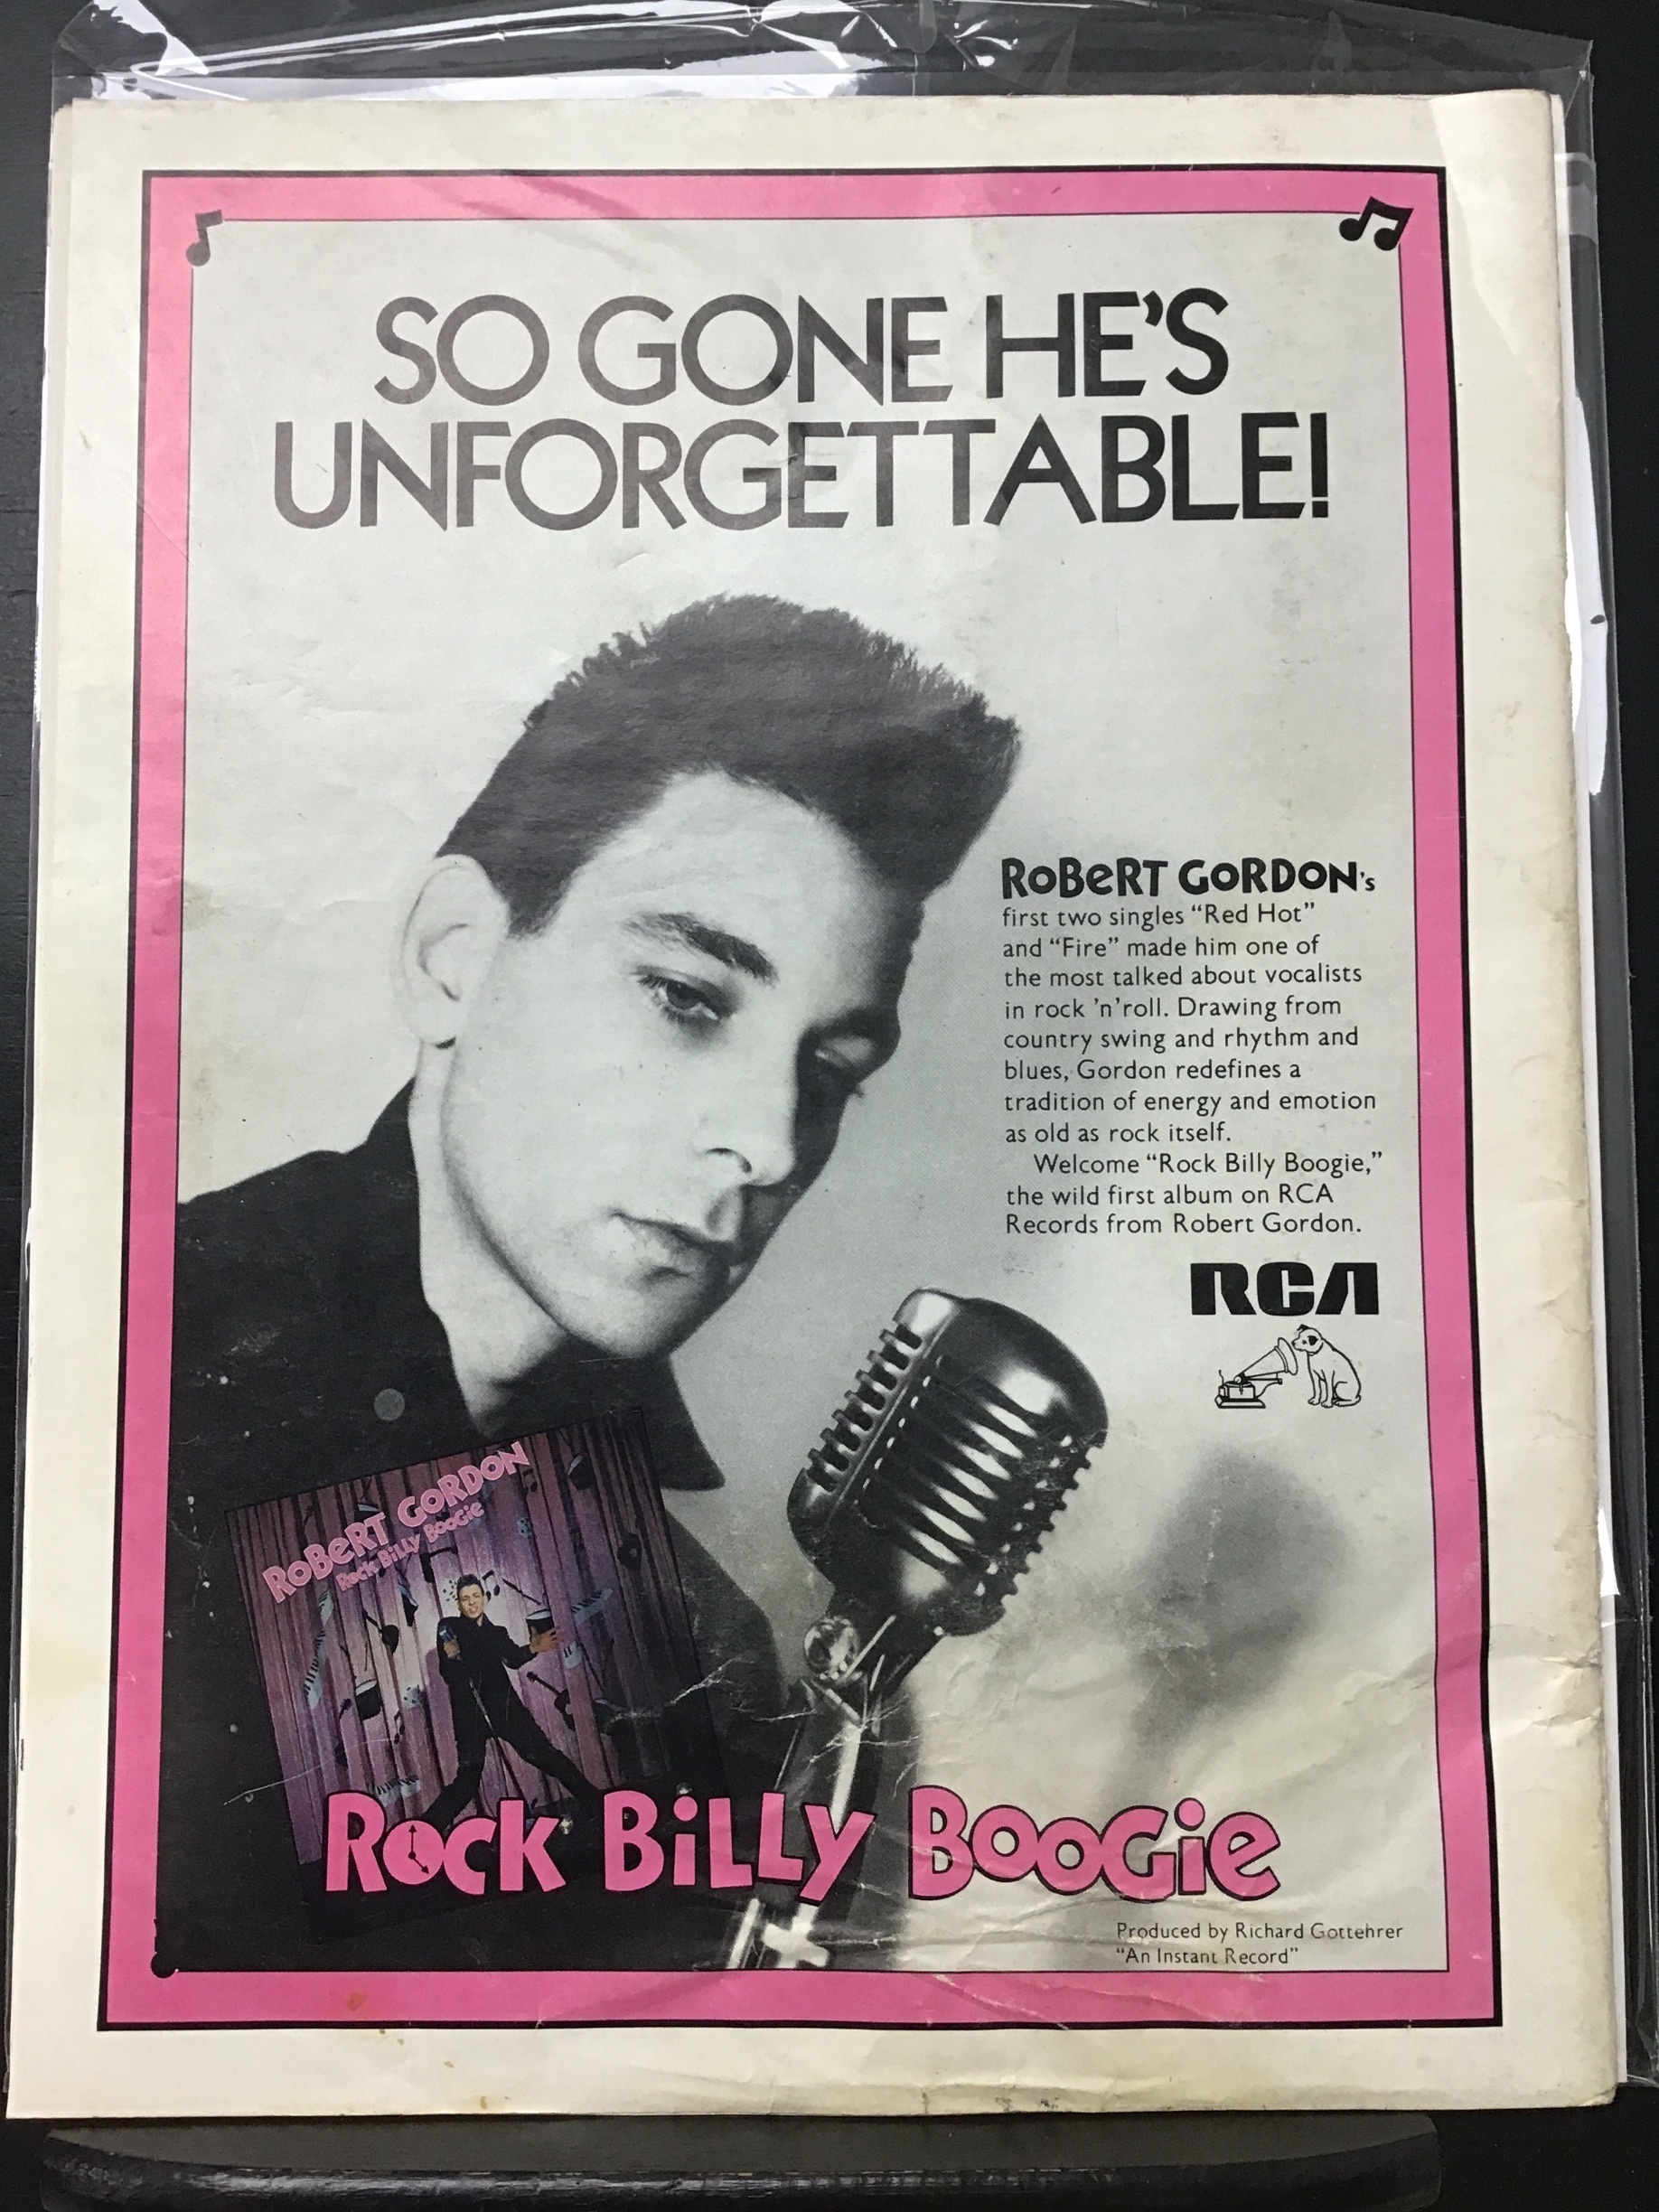 SO GONE HE'S
UNFORGETTABLE!
ROBERT GORDON's
first two singles “Red Hot”
and “Fire” made him one of
the most talked about vocalists
in rock 'n' roll. Drawing from
country swing and rhythm and
blues, Gordon redefines a
tradition of energy and emotion
as old as rock itself.
Welcome “Rock Billy Boogie,”
the wild first album on RCA
Records from Robert Gordon.
RCA
ROBERT GORDON
Rock Billy Boogie
Rock Billy Boogie
Produced by Richard Gottehrer
“An Instant Record”